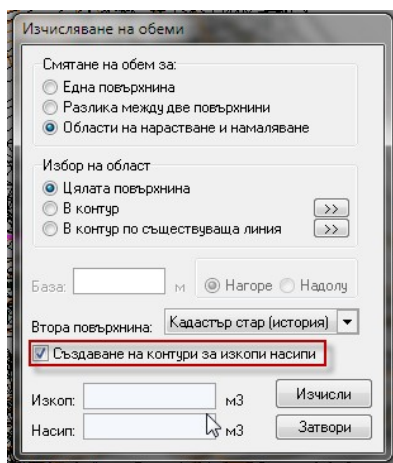 Изчисляване на обеми
Смятане на обем за:
Една повърхнина
Разлика между две повърхнини
Области на нарастване и намаляване
Избор на област
Цялата повърхнина
В контур >>
В контур по съществуваща линия >>
База: м Нагоре Надолу
Втора повърхнина: Кадастър стар (история)
Създаване на контури за изкопи насипи
Изкоп: м3 Изчисли
Насип: м3 Затвори